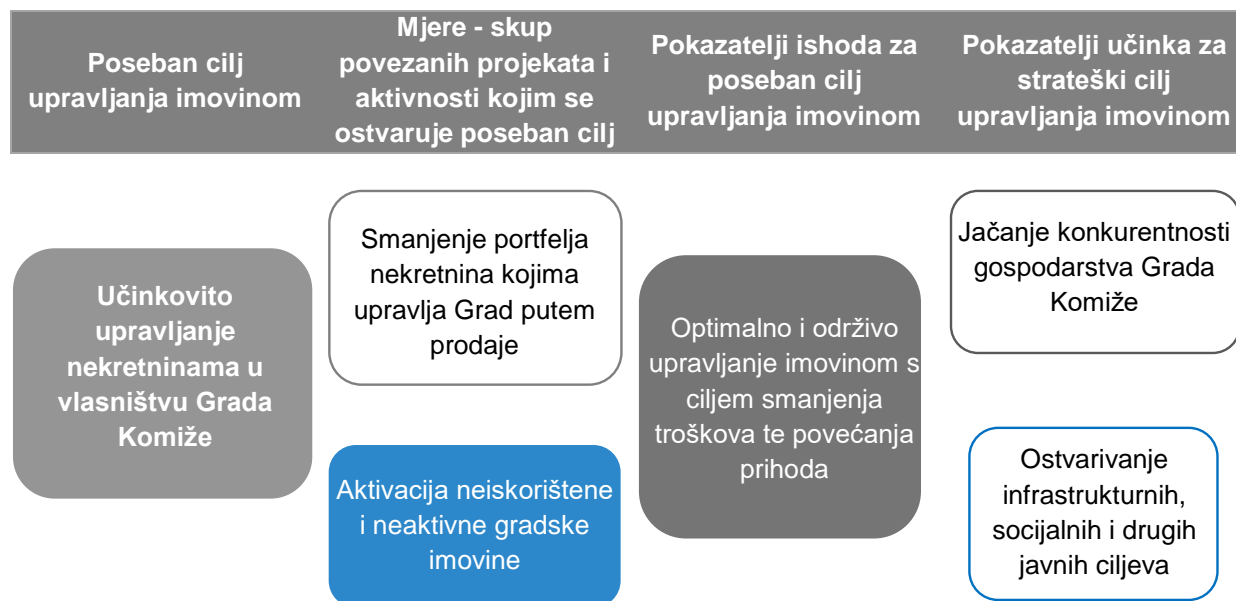 Poseban cilj
upravljanja imovinom
Mjere - skup
povezanih projekata i
aktivnosti kojim se
ostvaruje poseban cilj
Pokazatelji ishoda za
poseban cilj
upravljanja imovinom
Pokazatelji učinka za
strateški cilj
upravljanja imovinom
Učinkovito
upravljanje
nekretninama u
vlasništvu Grada
Komiže
Smanjenje portfelja
nekretnina kojima
upravlja Grad putem
prodaje
Aktivacija neiskorištene
i neaktivne gradske
imovine
Optimalno i održivo
upravljanje imovinom s
ciljem smanjenja
troškova te povećanja
prihoda
Jačanje konkurentnosti
gospodarstva Grada
Komiže
Ostvarivanje
infrastrukturnih,
socijalnih i drugih
javnih ciljeva